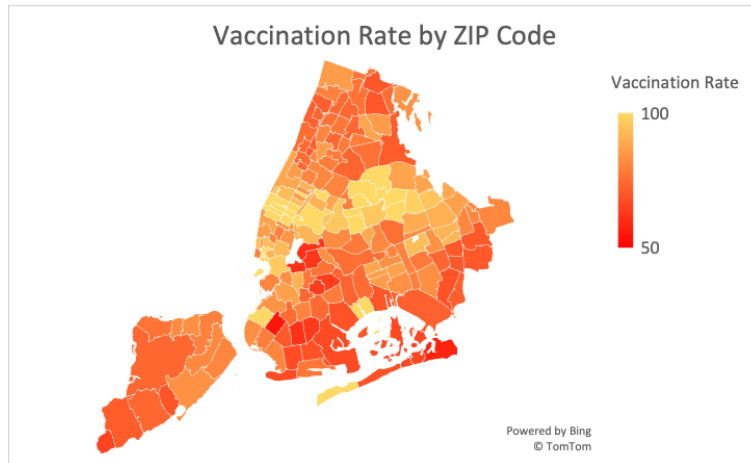 Vaccination Rate by ZIP Code
Vaccination Rate
100
50
Powered by Bing
© TomTom